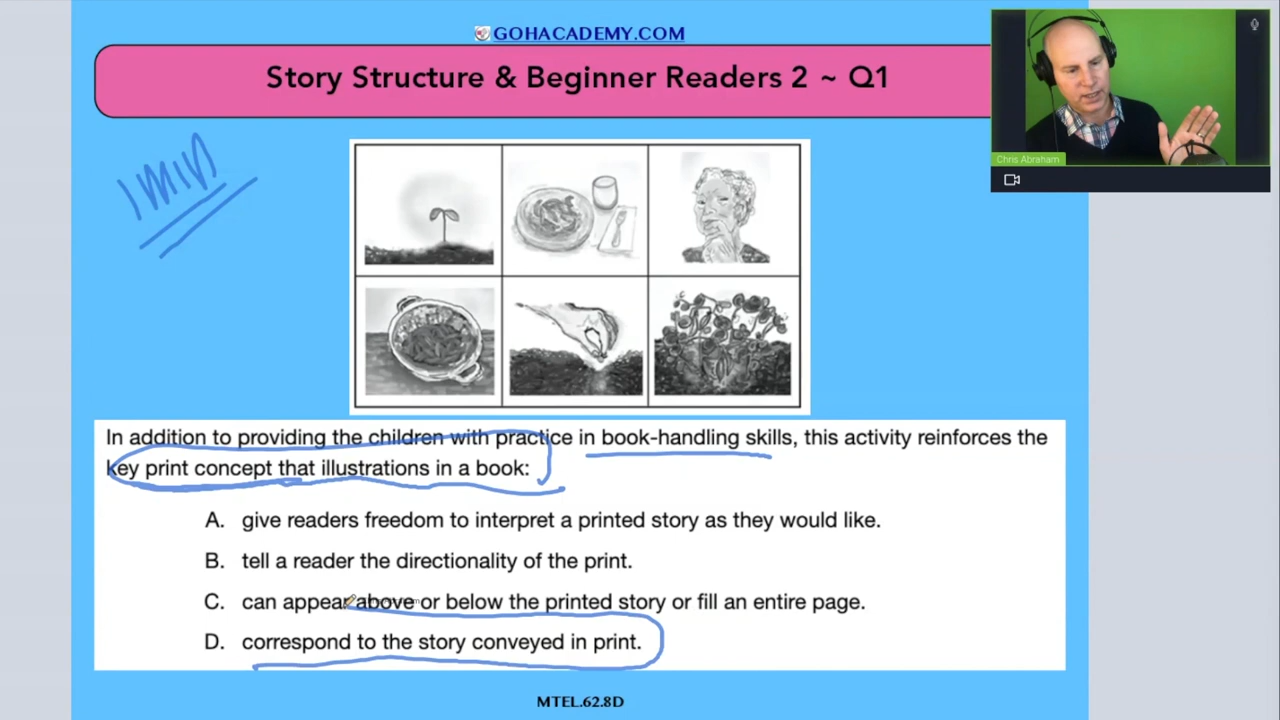 GOHACADEMY.COM
Story Structure & Beginner Readers 2 ~ Q1
Chris Abraham
1 MIN
In addition to providing the children with practice in book-handling skills, this activity reinforces the
key print concept that illustrations in a book:
A. give readers freedom to interpret a printed story as they would like.
B. tell a reader the directionality of the print.
C. can appear above or below the printed story or fill an entire page.
D. correspond to the story conveyed in print.
MTEL.62.8D